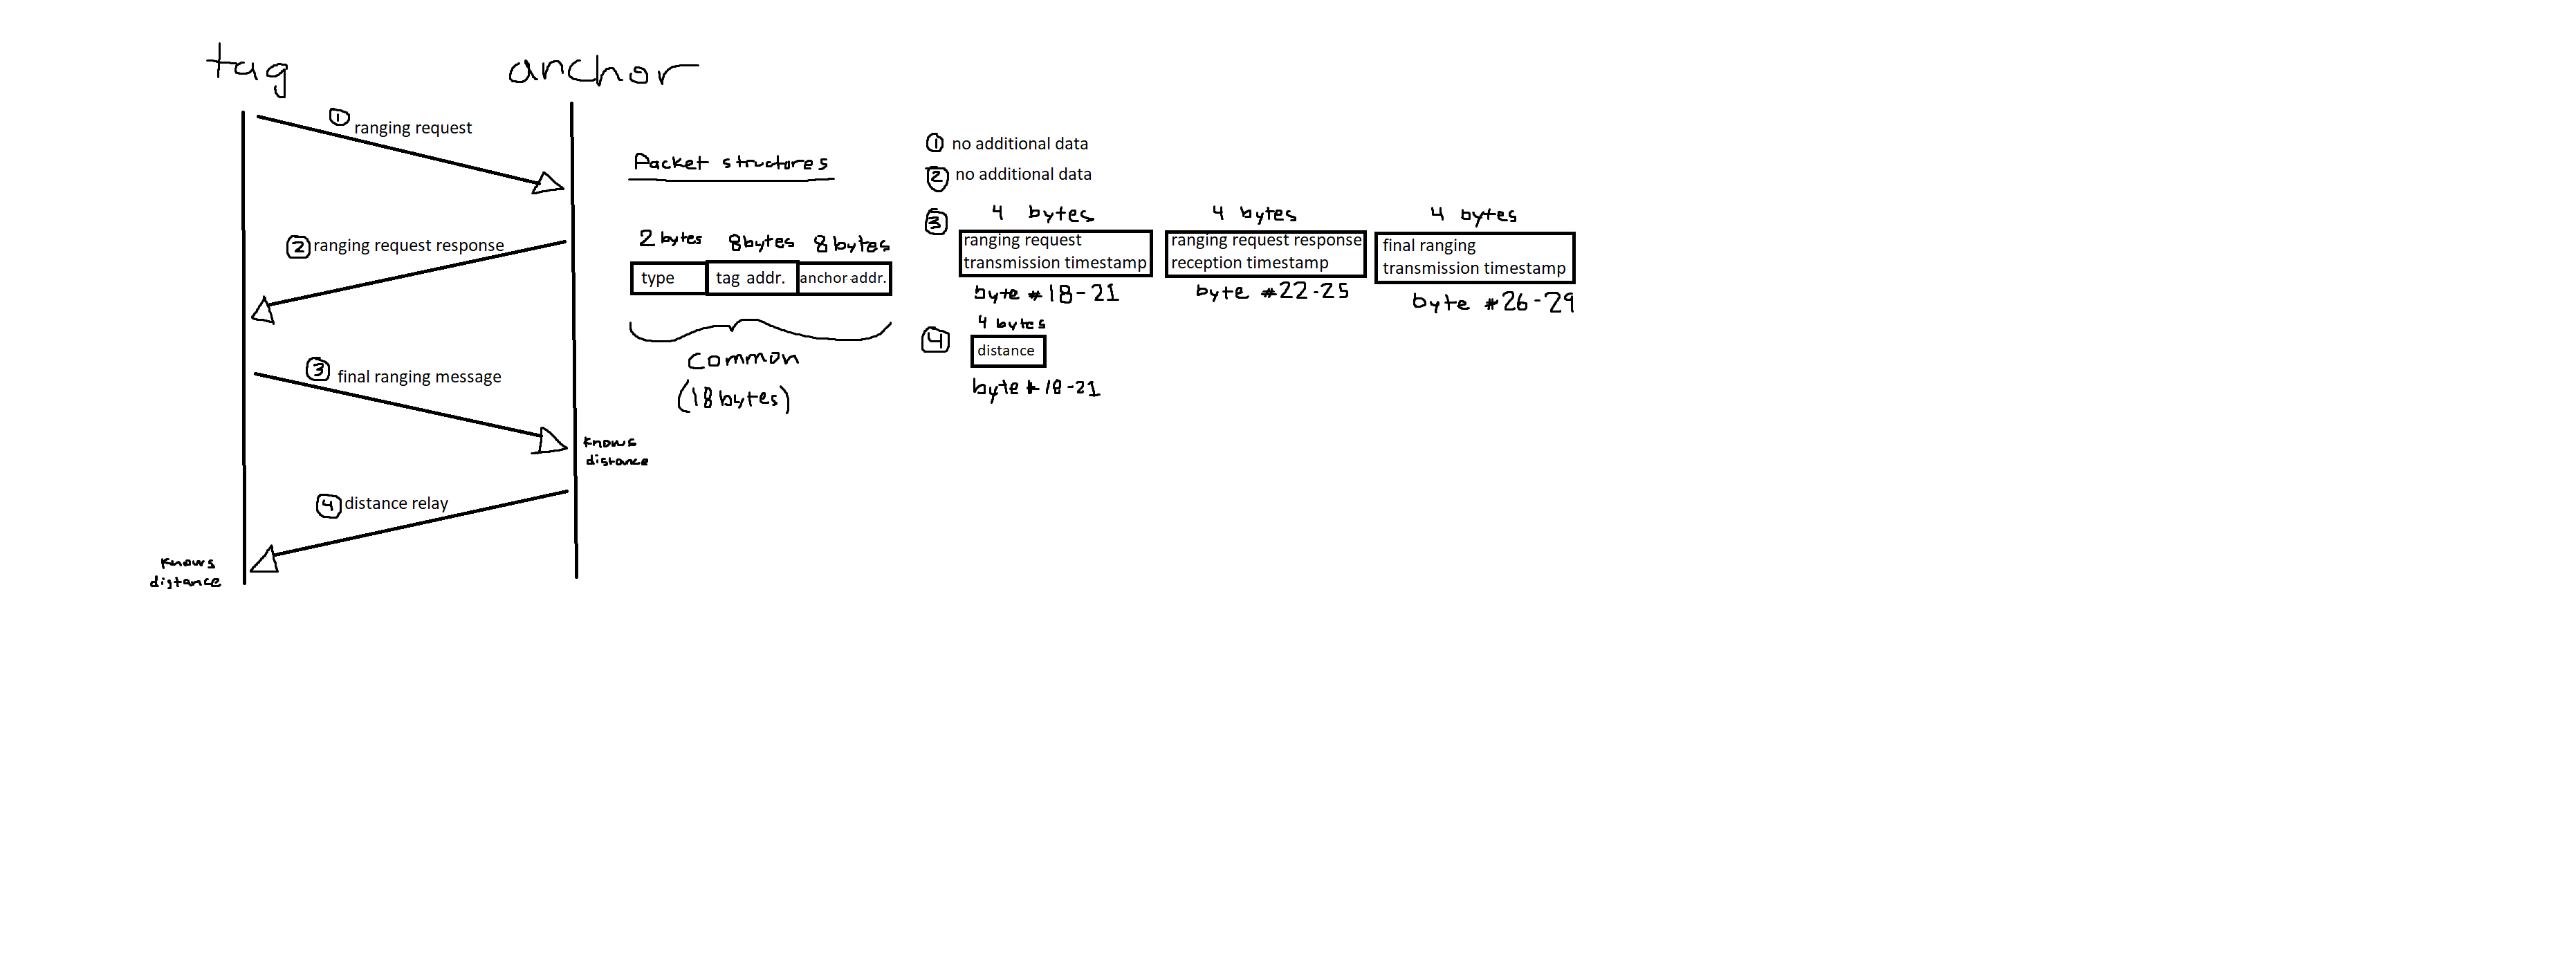 tag
anchor
① ranging request
② ranging request response
③ final ranging message
knows
distance
④ distance relay
knows
distance
Packet structures
2 bytes 8 bytes 8 bytes
type tag addr. anchor addr.
common
(18 bytes)
① no additional data
② no additional data
③
4 bytes 4 bytes 4 bytes
ranging request
transmission timestamp
ranging request response
reception timestamp
final ranging
transmission timestamp
byte #18-21 byte #22-25 byte #26-29
④
4 bytes
distance
byte #18-21